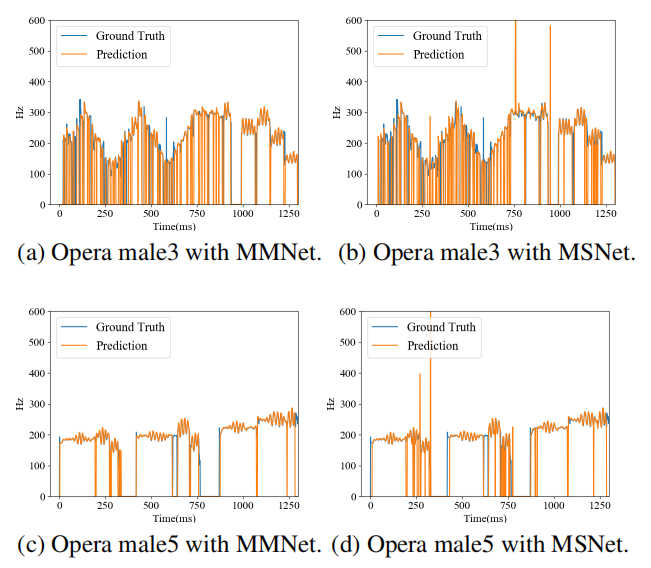 600
500
400
300
200
100
0
Hz
Ground Truth
Prediction
0 250 500 750 1000 1250
Time(ms)
(a) Opera male3 with MMNet.
600
500
400
300
200
100
0
Hz
Ground Truth
Prediction
0 250 500 750 1000 1250
Time(ms)
(b) Opera male3 with MSNet.
600
500
400
300
200
100
0
Hz
Ground Truth
Prediction
0 250 500 750 1000 1250
Time(ms)
(c) Opera male5 with MMNet.
600
500
400
300
200
100
0
Hz
Ground Truth
Prediction
0 250 500 750 1000 1250
Time(ms)
(d) Opera male5 with MSNet.